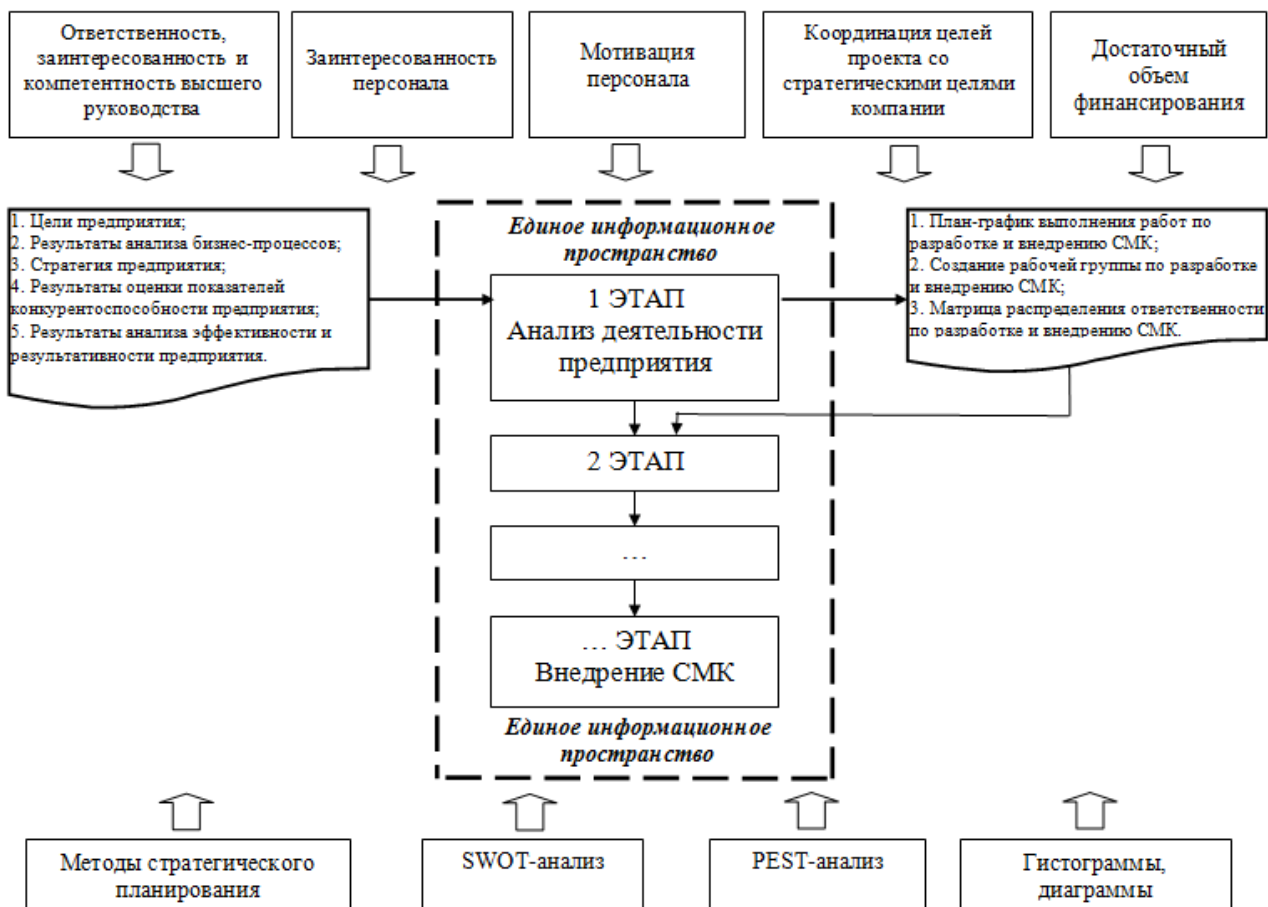 Ответственность,
заинтересованность и
компетентность высшего
руководства
Заинтересованность
персонала
Мотивация
персонала
Координация целей
проекта со
стратегическими целями
компании
Достаточный
объем
финансирования
1. Цели предприятия;
2. Результаты анализа бизнес-процессов;
3. Стратегия предприятия;
4. Результаты оценки показателей
конкурентоспособности предприятия;
5. Результаты анализа эффективности и
результативности предприятия.
Единое информационное
пространство
1 ЭТАП
Анализ деятельности
предприятия
1. План-график выполнения работ по
разработке и внедрению СМК;
2. Создание рабочей группы по разработке
и внедрению СМК;
3. Матрица распределения ответственности
по разработке и внедрению СМК.
2 ЭТАП
...
... ЭТАП
Внедрение СМК
Единое информационное
пространство
Методы стратегического
планирования
SWOT-анализ
PEST-анализ
Гистограммы,
диаграммы